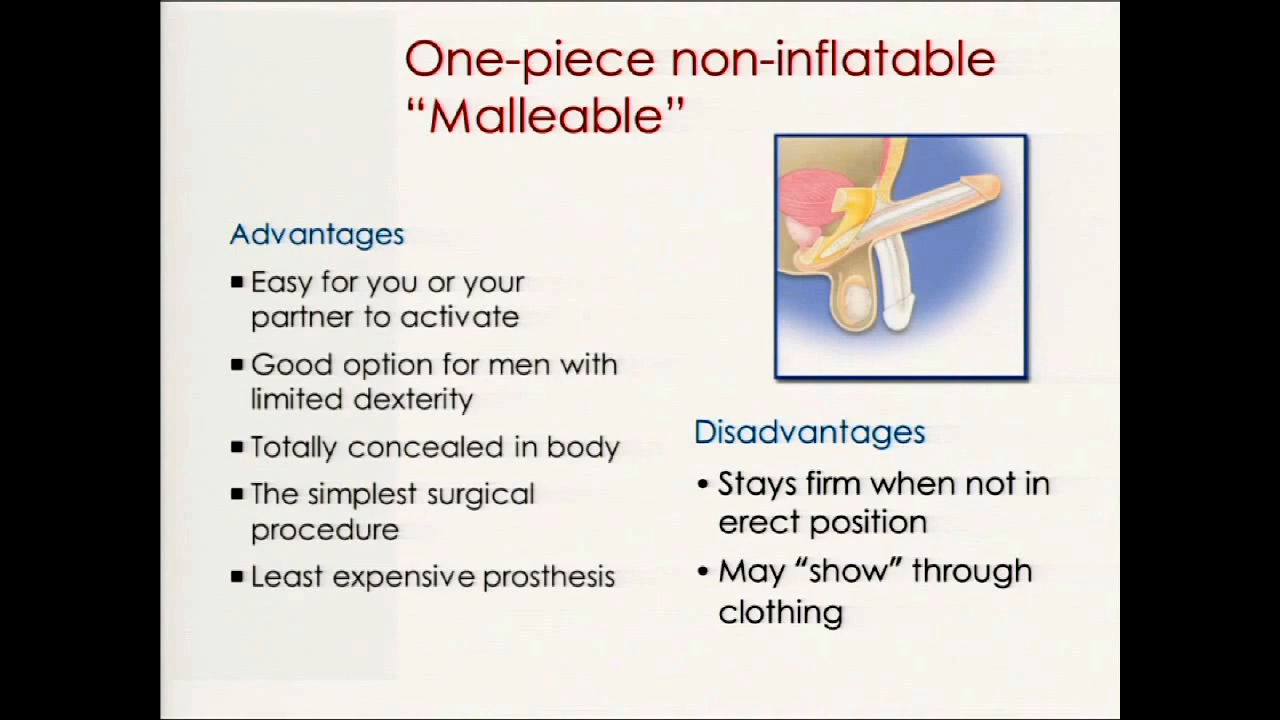 One-piece non-inflatable
“Malleable”
Advantages
▪ Easy for you or your
partner to activate
▪ Good option for men with
limited dexterity
▪ Totally concealed in body
▪ The simplest surgical
procedure
▪ Least expensive prosthesis
Disadvantages
• Stays firm when not in
erect position
• May “show” through
clothing